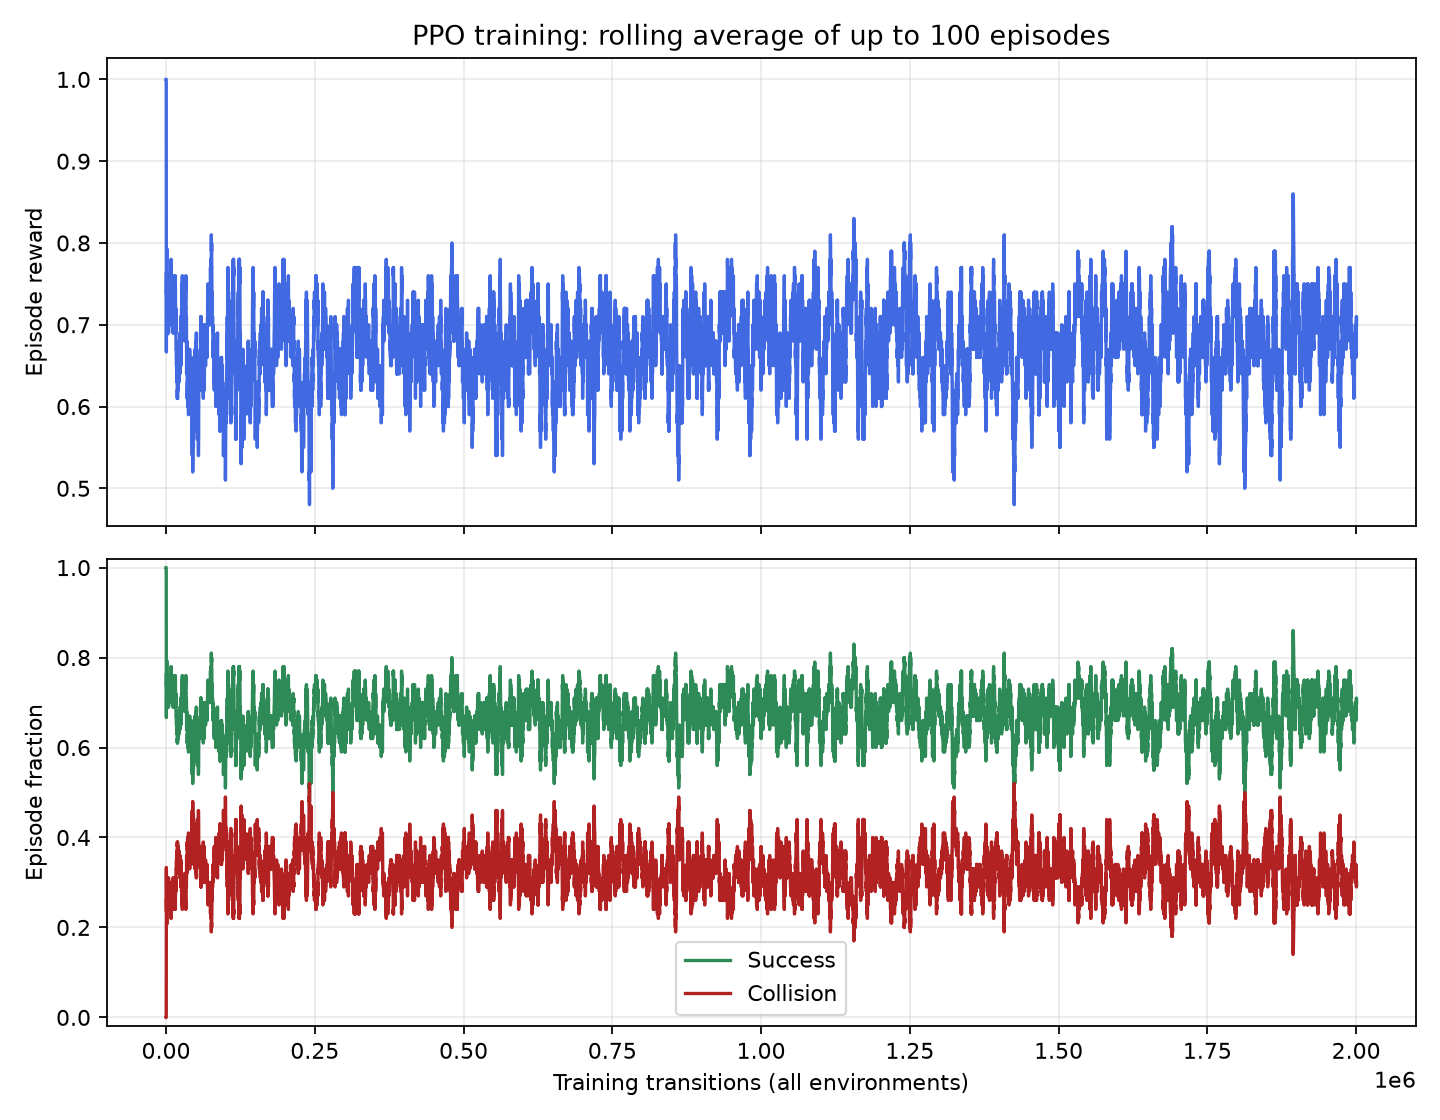 PPO training: rolling average of up to 100 episodes
1.0
0.9
0.8
0.7
0.6
0.5
Episode reward
1.0
0.8
0.6
0.4
0.2
0.0
Episode fraction
Success
Collision
0.00 0.25 0.50 0.75 1.00 1.25 1.50 1.75 2.00
1e6
Training transitions (all environments)